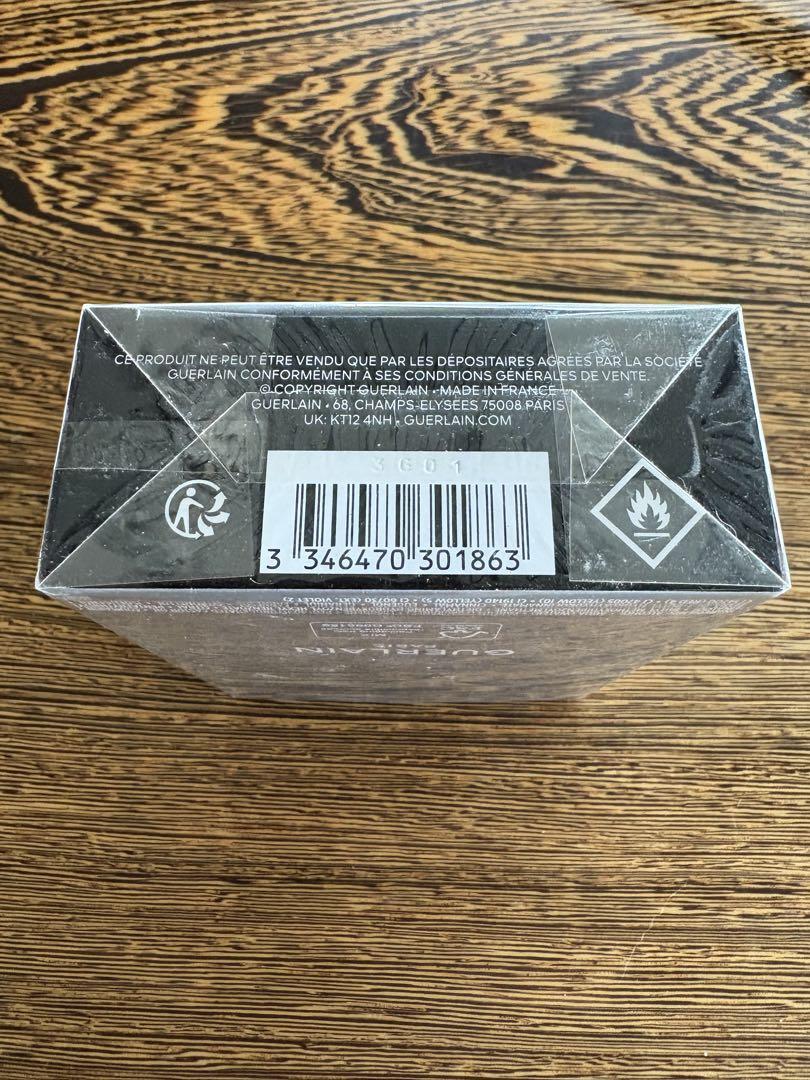 CE PRODUIT NE PEUT ÊTRE VENDU QUE PAR LES DÉPOSITAIRES AGRÉÉS PAR LA SOCIÉTÉ
GUERLAIN CONFORMÉMENT À SES CONDITIONS GÉNÉRALES DE VENTE.
© COPYRIGHT GUERLAIN • MADE IN FRANCE
GUERLAIN • 68, CHAMPS-ELYSEES 75008 PARIS
UK: KT12 4NH • GUERLAIN.COM
3601
3 346470 301863
GUERLAIN